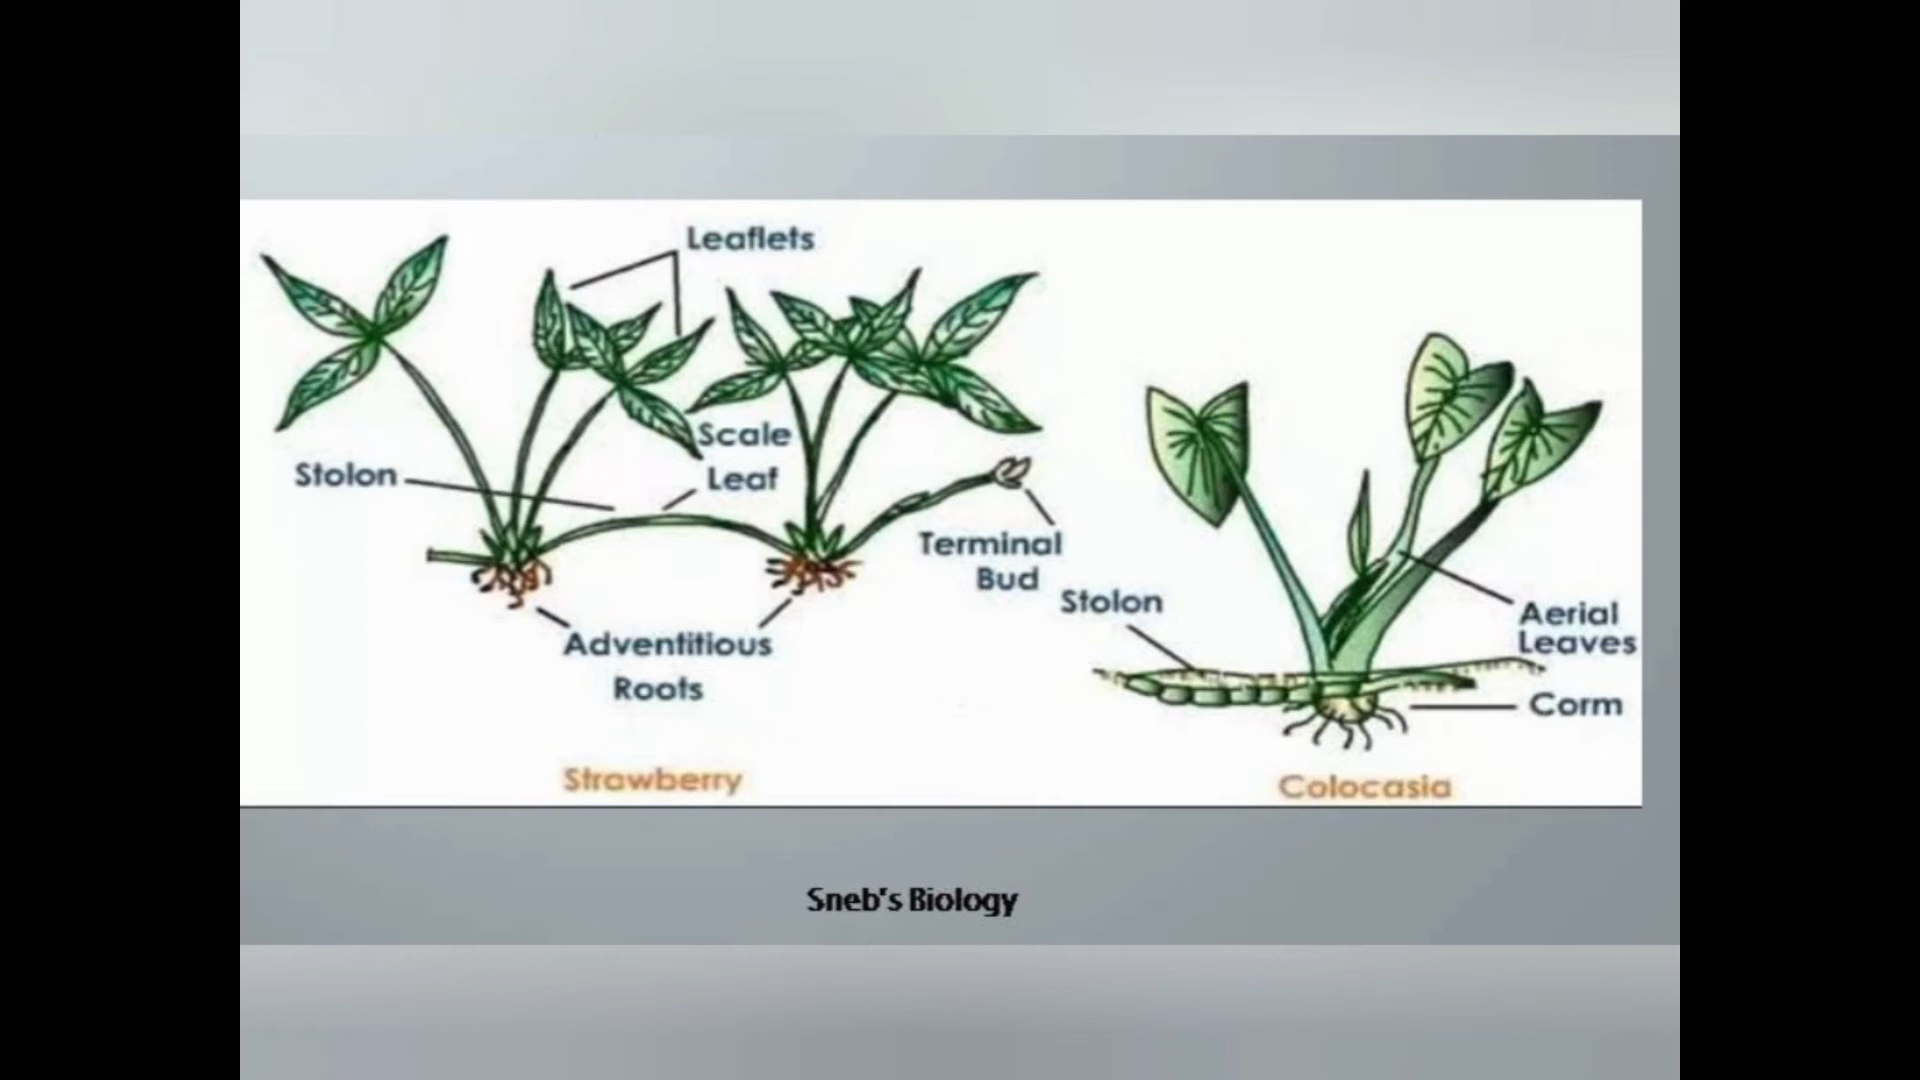 Leaflets
Scale
Leaf
Stolon
Terminal
Bud
Adventitious
Roots
Strawberry
Stolon
Aerial
Leaves
Corm
Colocasia
Sneb's Biology